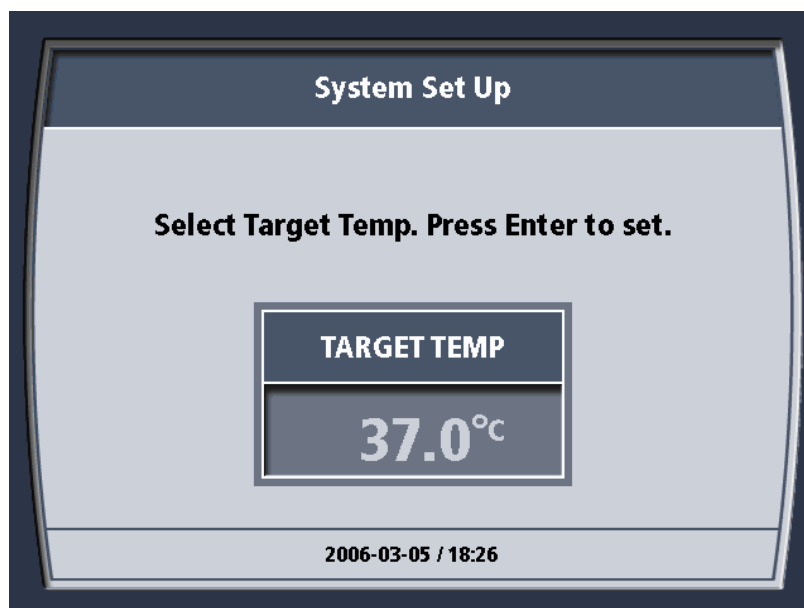 System Set Up
Select Target Temp. Press Enter to set.
TARGET TEMP
37.0°C
2006-03-05 / 18:26